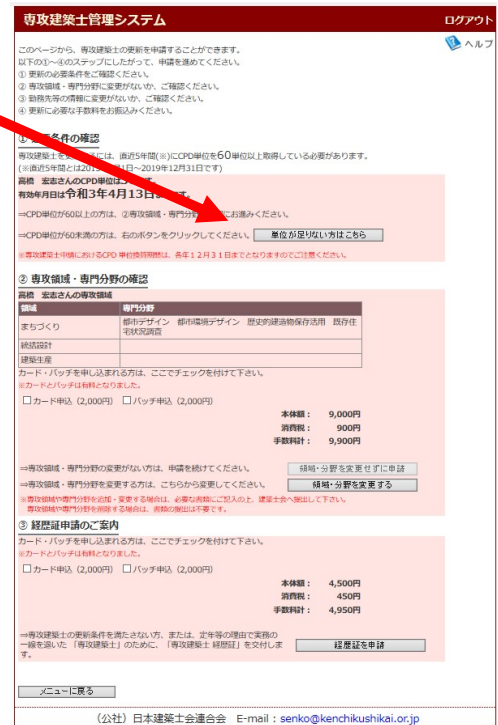 専攻建築士管理システム ログアウト
ヘルプ
このページから、専攻建築士の更新を申請することができます。
以下の①～④のステップにしたがって、申請を進めてください。
① 更新の必要条件をご確認ください。
② 専攻領域・専門分野に変更がないか、ご確認ください。
③ 勤務先等の情報に変更がないか、ご確認ください。
④ 更新に必要な手数料をお振込みください。
① 条件の確認
専攻建築士を には、直近5年間(※)にCPD単位を60単位以上取得している必要があります。
(※直近5年間とは201 1日～2019年12月31日です)
高橋 宏志さんのCPD単位は
有効年月日は令和3年4月13日 す。
⇒CPD単位が60以上の方は、②専攻領域・専門分 にお進みください。
⇒CPD単位が60未満の方は、右のボタンをクリックしてください。 単位が足りない方はこちら
※専攻建築士申請におけるCPD 単位換算期間は、各年１２月３１日までとなりますのでご注意ください。
② 専攻領域・専門分野の確認
高橋 宏志さんの専攻領域
領域 専門分野
まちづくり 都市デザイン 都市環境デザイン 歴史的建造物保存活用 既存住
宅状況調査
統括設計
建築生産
カード・バッチを申し込まれる方は、ここでチェックを付けて下さい。
※カードとバッチは有料となりました。
カード申込（2,000円） バッチ申込（2,000円）
本体額： 9,000円
消費税： 900円
手数料計： 9,900円
⇒専攻領域・専門分野の変更がない方は、申請を続けてください。 領域・分野を変更せずに申請
⇒専攻領域・専門分野を変更する方は、こちらから変更してください。 領域・分野を変更する
※専攻領域や専門分野を追加・変更する場合は、必要な書類にご記入の上、建築士会へ提出して下さい。
専攻領域や専門分野を削除する場合は、書類の提出は不要です。
③ 経歴証申請のご案内
カード・バッチを申し込まれる方は、ここでチェックを付けて下さい。
※カードとバッチは有料となりました。
カード申込（2,000円） バッチ申込（2,000円）
本体額： 4,500円
消費税： 450円
手数料計： 4,950円
⇒専攻建築士の更新条件を満たさない方、または、定年等の理由で実務の
一線を退いた 「専攻建築士」のために、「専攻建築士 経歴証」を交付しま
す。 経歴証を申請
メニューに戻る
（公社）日本建築士会連合会 E-mail：senko@kenchikushikai.or.jp